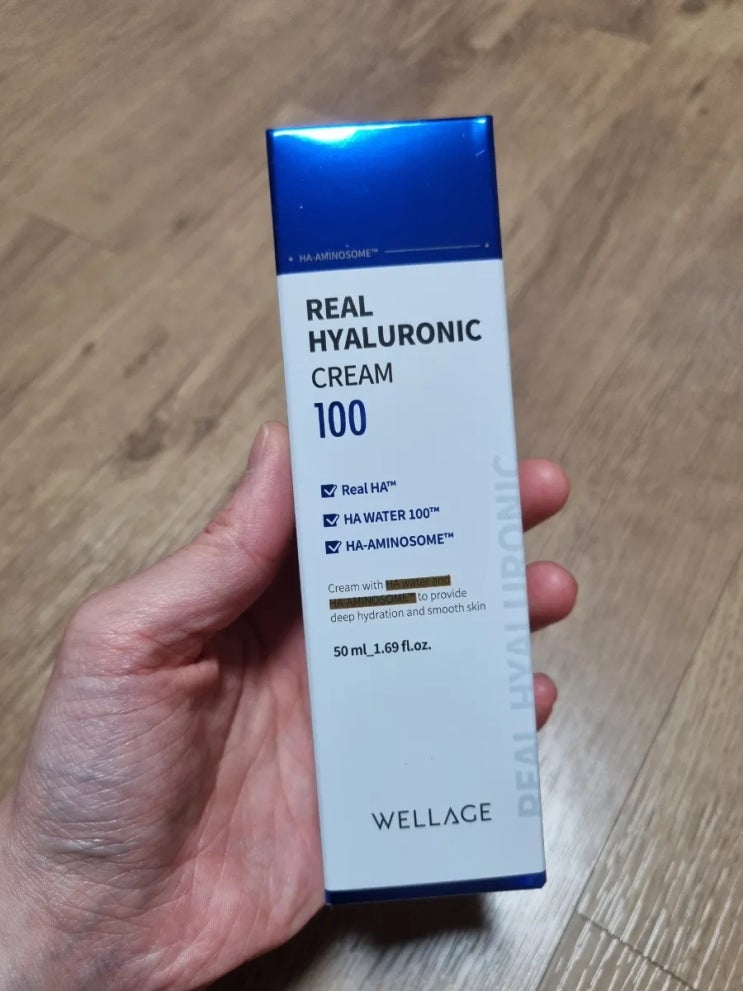 HA-AMINOSOME™
REAL
HYALURONIC
CREAM
100
Real HA™
HA WATER 100™
HA-AMINOSOME™
Cream with HA water and
HA-AMINOSOME™ to provide
deep hydration and smooth skin
50 ml_1.69 fl.oz.
WELLAGE
REAL HYALURONIC